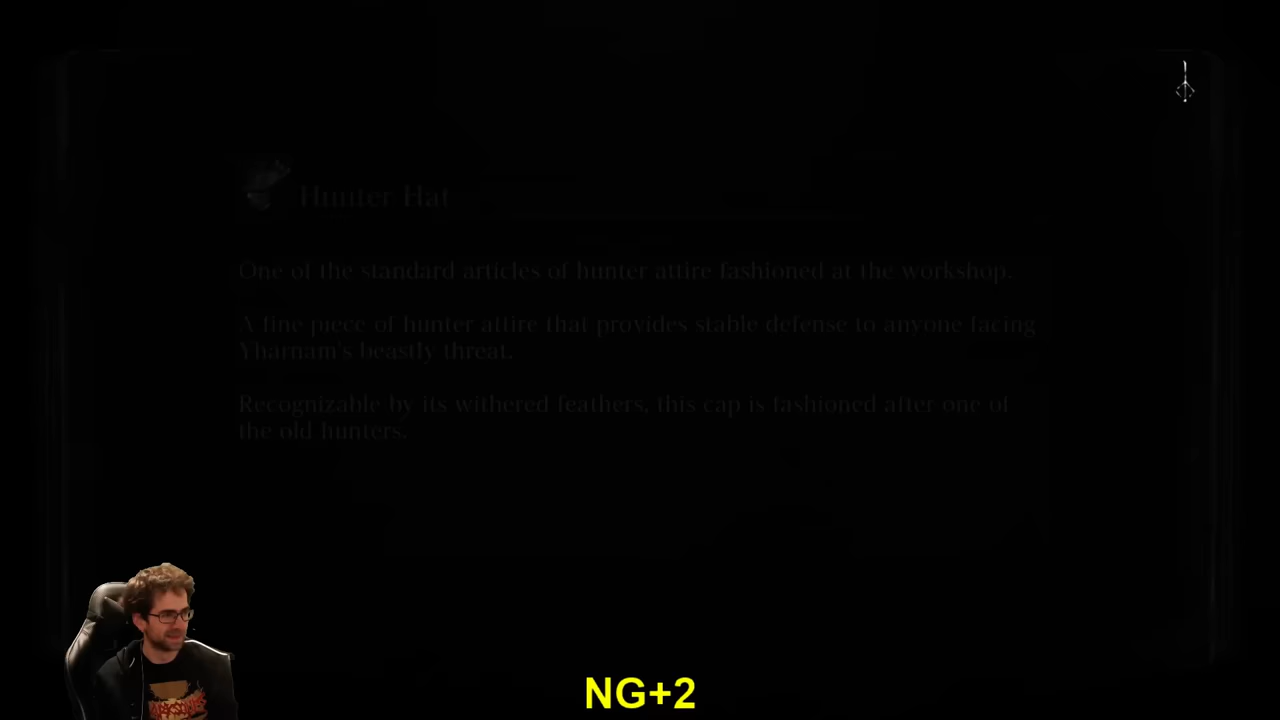 Hunter Hat
One of the standard articles of hunter attire fashioned at the workshop.
A fine piece of hunter attire that provides stable defense to anyone facing
Yharnam's beastly threat.
Recognizable by its withered feathers, this cap is fashioned after one of
the old hunters.
NG+2